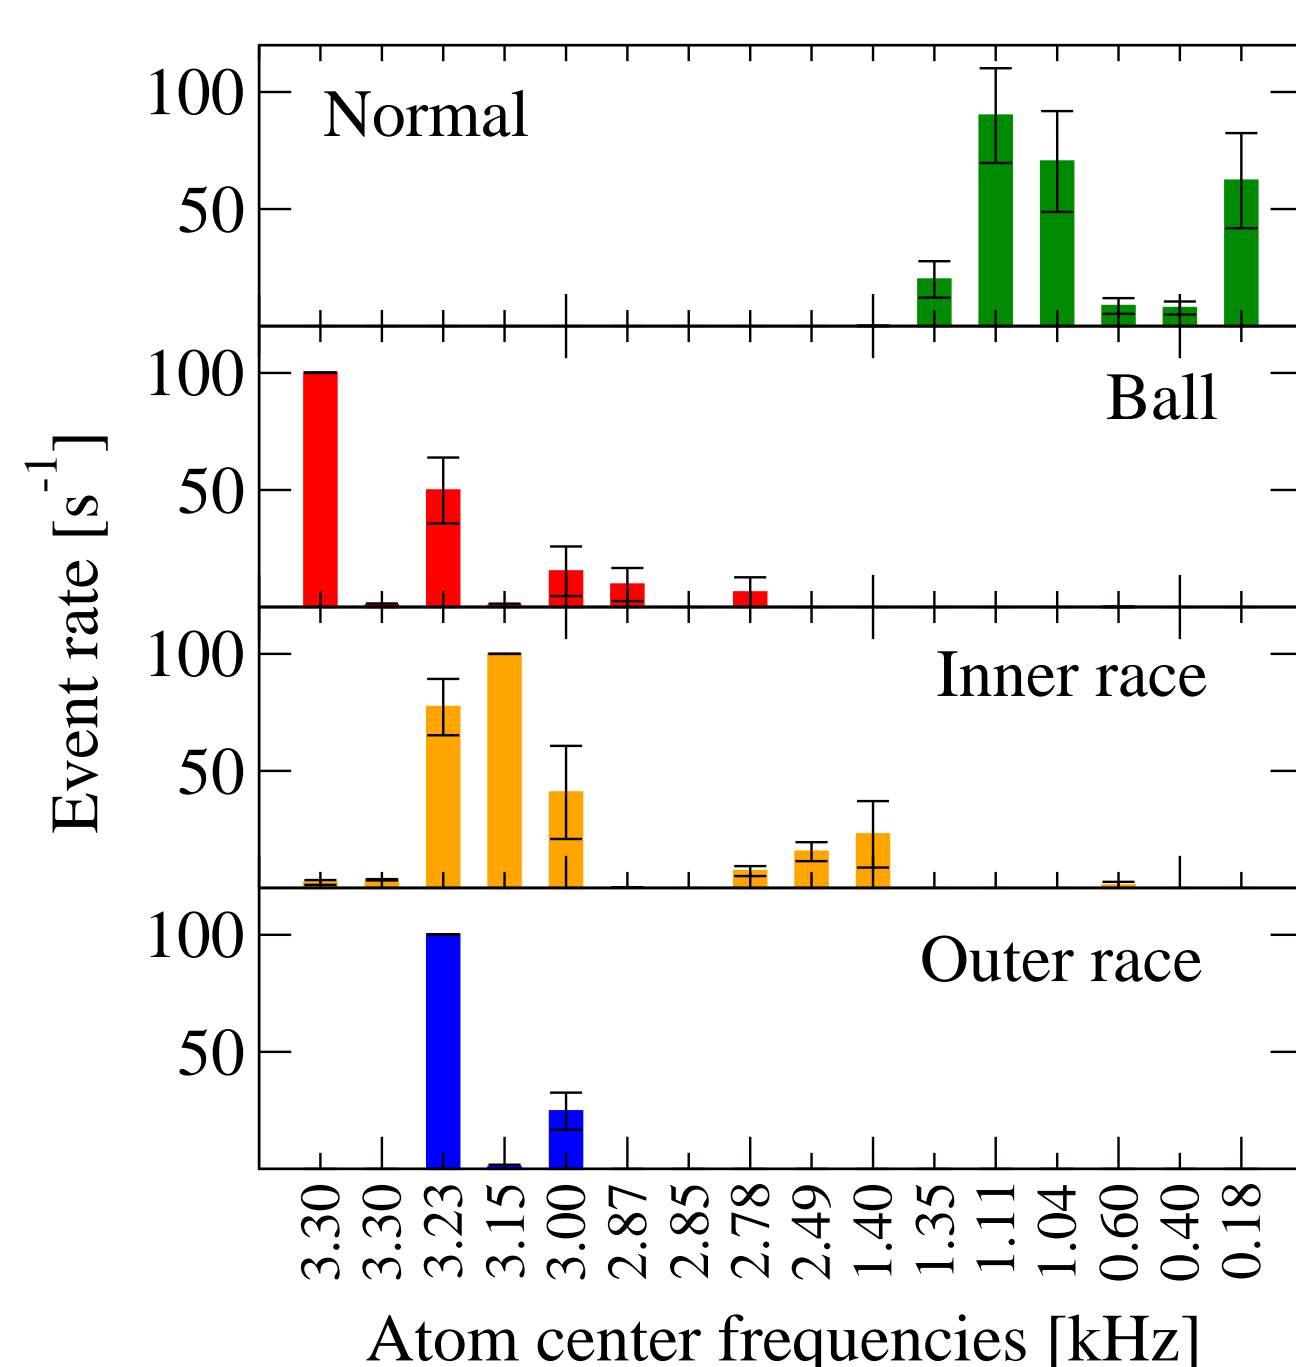 100
Normal
50
100
Ball
50
Event rate [s-1]
100
Inner race
50
100
Outer race
50
3.30 3.30 3.23 3.15 3.00 2.87 2.85 2.78 2.49 1.40 1.35 1.11 1.04 0.60 0.40 0.18
Atom center frequencies [kHz]